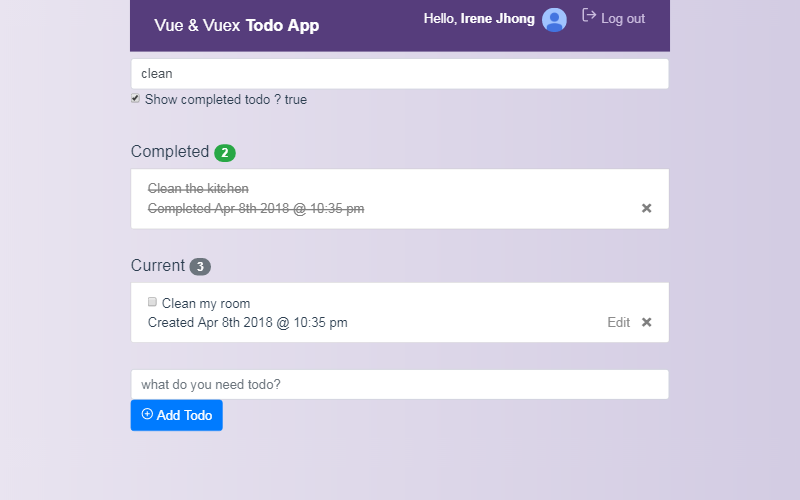 Vue & Vuex Todo App
Hello, Irene Jhong
Log out
clean
Show completed todo ? true
Completed 2
Clean the kitchen
Completed Apr 8th 2018 @ 10:35 pm
Current 3
Clean my room
Created Apr 8th 2018 @ 10:35 pm
Edit
what do you need todo?
Add Todo